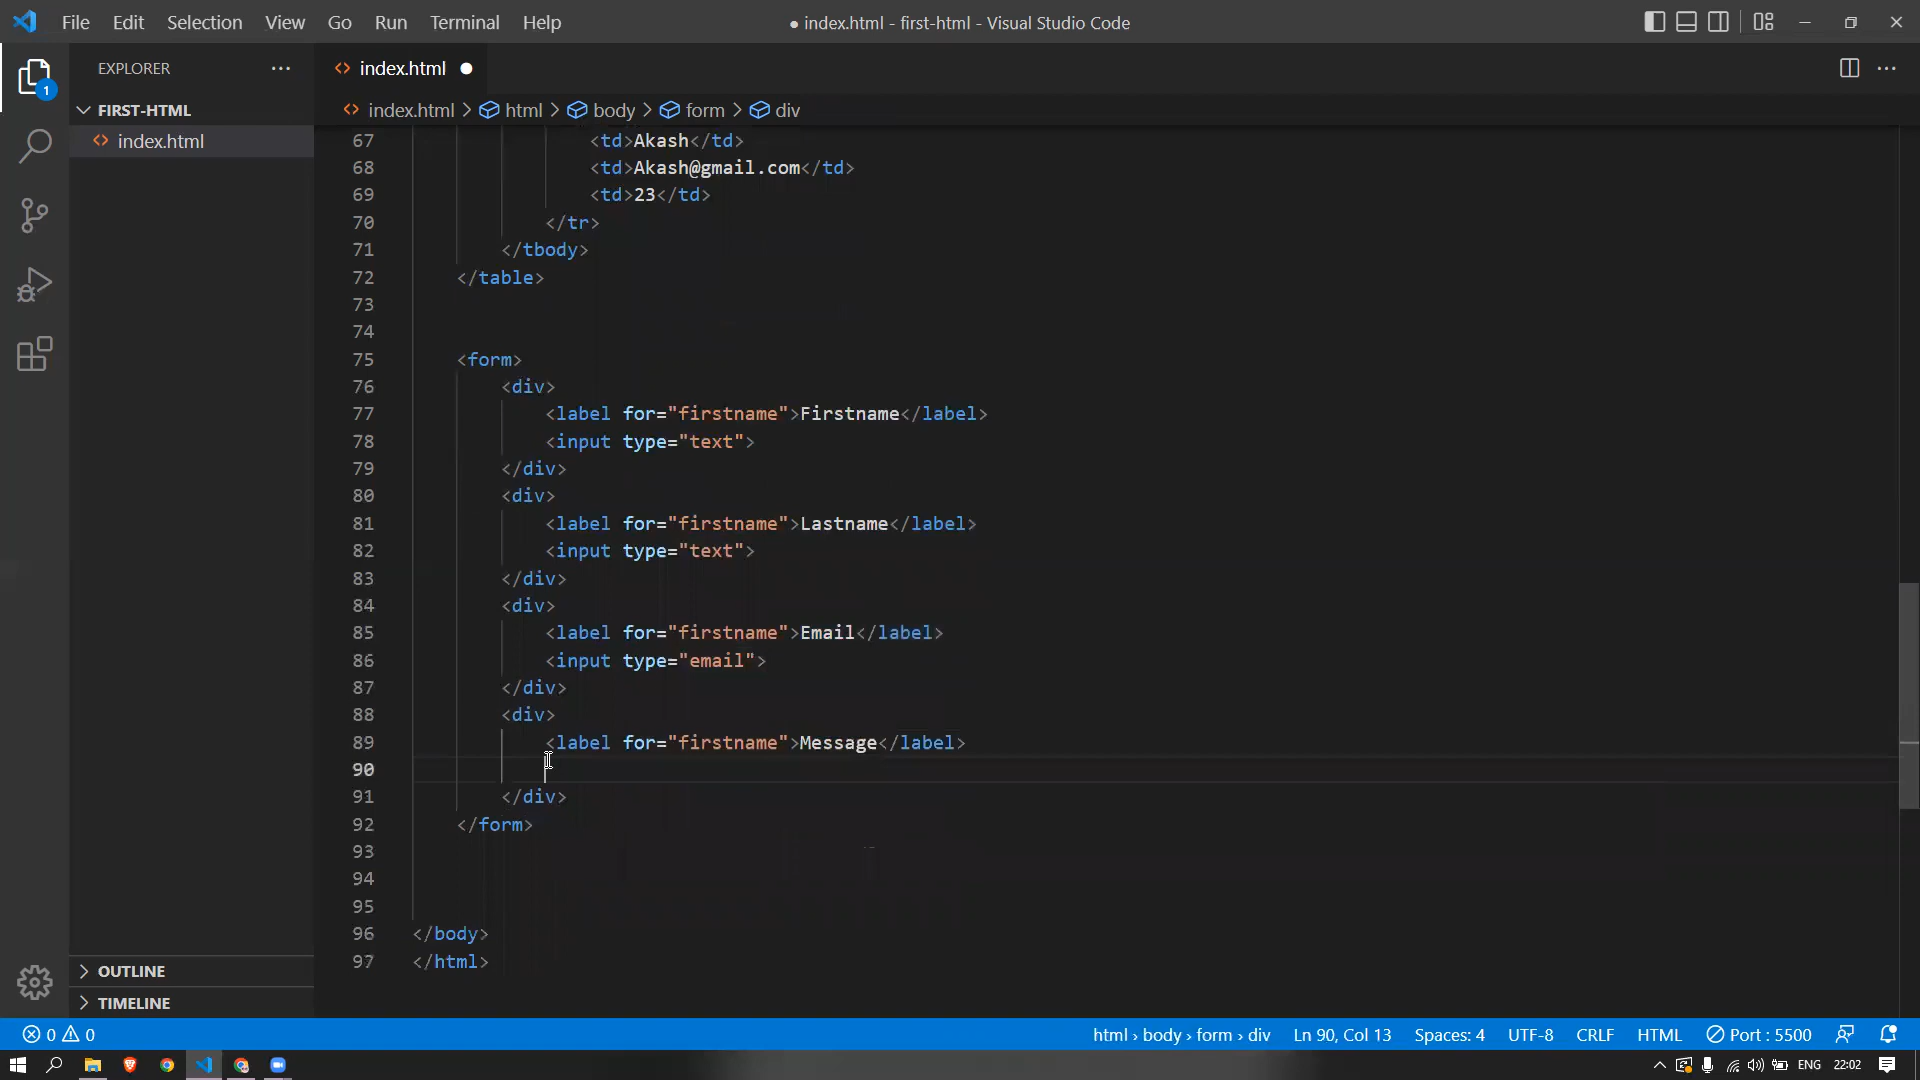 File Edit Selection View Go Run Terminal Help
● index.html - first-html - Visual Studio Code
EXPLORER
1
FIRST-HTML
index.html
index.html
index.html > html > body > form > div
67 <td>Akash</td>
68 <td>Akash@gmail.com</td>
69 <td>23</td>
70 </tr>
71 </tbody>
72 </table>
73
74
75 <form>
76 <div>
77 <label for="firstname">Firstname</label>
78 <input type="text">
79 </div>
80 <div>
81 <label for="firstname">Lastname</label>
82 <input type="text">
83 </div>
84 <div>
85 <label for="firstname">Email</label>
86 <input type="email">
87 </div>
88 <div>
89 <label for="firstname">Message</label>
90
91 </div>
92 </form>
93
94
95
96 </body>
97 </html>
OUTLINE
TIMELINE
0 0
html › body › form › div Ln 90, Col 13 Spaces: 4 UTF-8 CRLF HTML Port : 5500
ENG 22:02